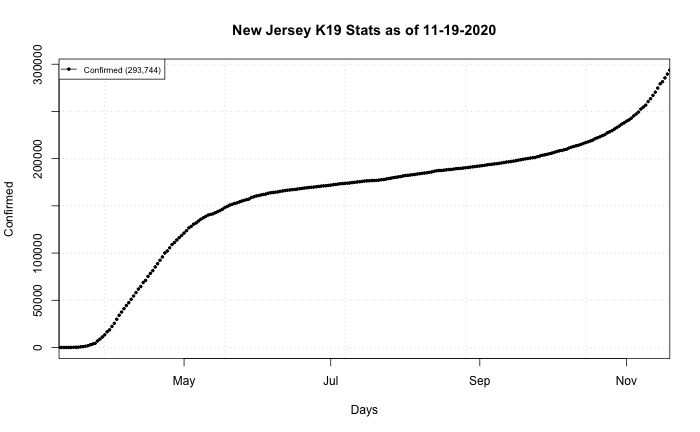 New Jersey K19 Stats as of 11-19-2020
Confirmed (293,744)
300000
200000
100000
50000
0
Confirmed
May Jul Sep Nov
Days